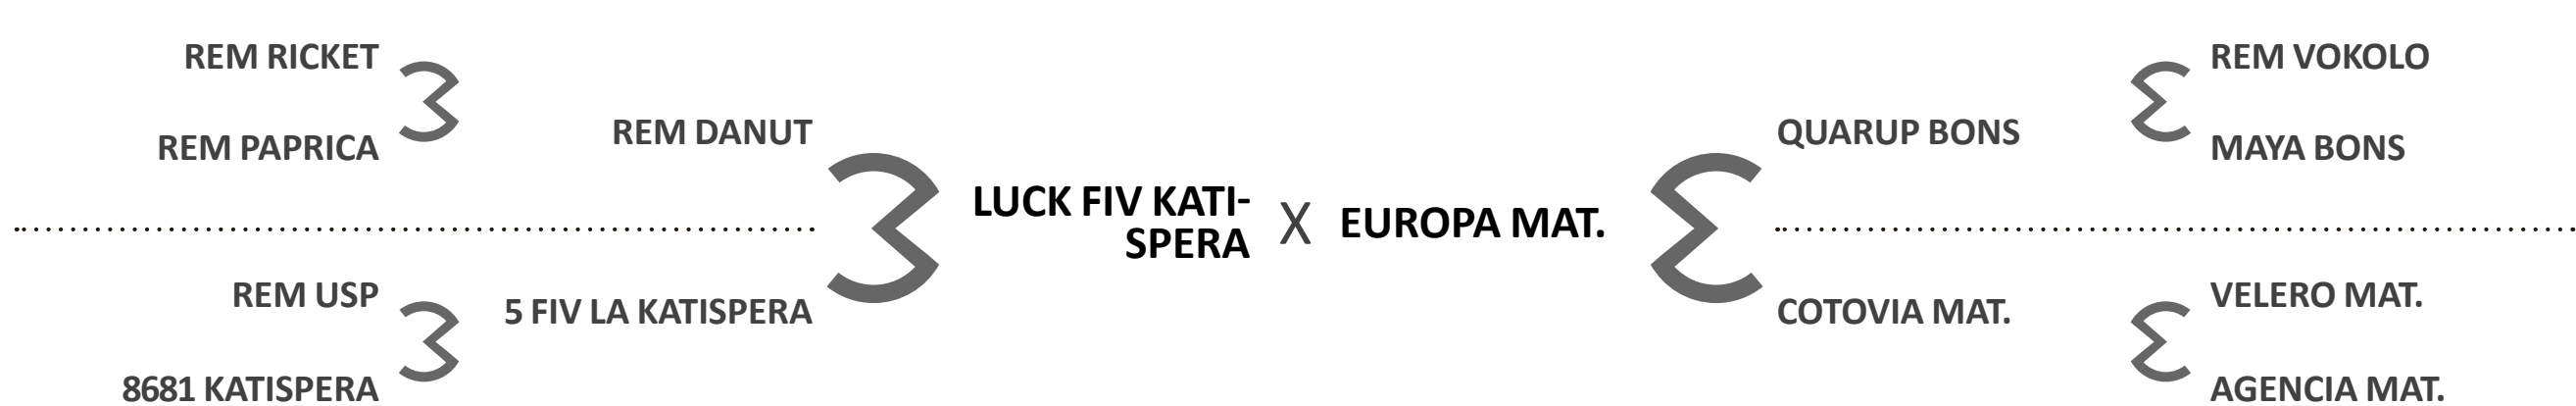 REM RICKET
REM PAPRICA
REM DANUT
REM USP
8681 KATISPERA
5 FIV LA KATISPERA
LUCK FIV KATI-
SPERA
X
EUROPA MAT.
QUARUP BONS
COTOVIA MAT.
REM VOKOLO
MAYA BONS
VELERO MAT.
AGENCIA MAT.